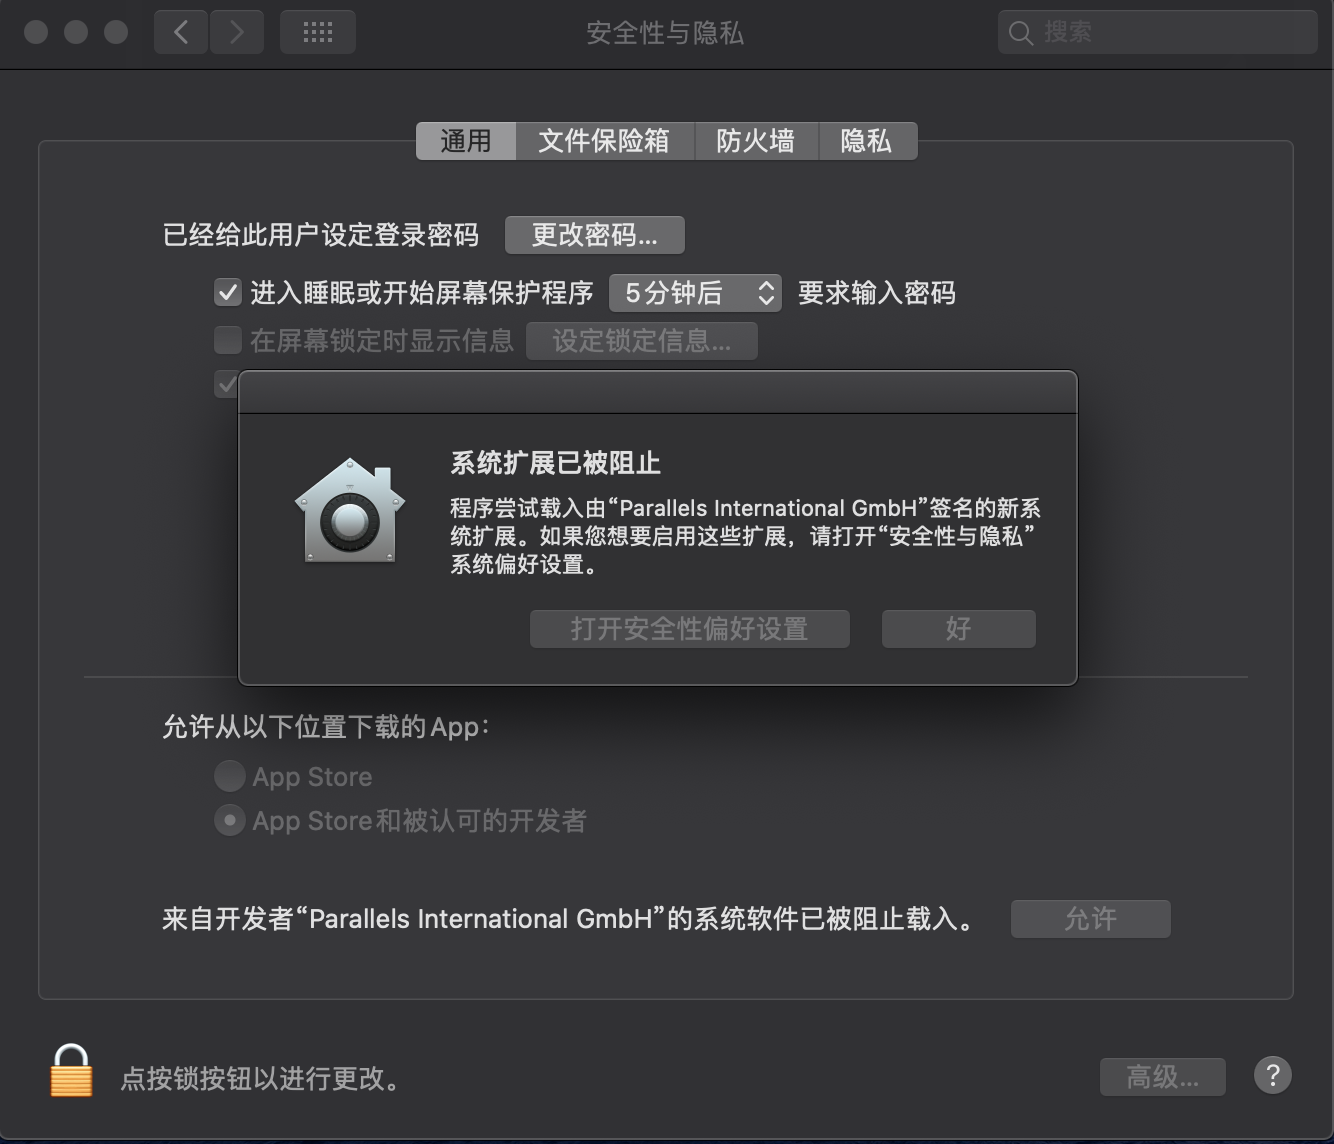 安全性与隐私
搜索
通用 文件保险箱 防火墙 隐私
已经给此用户设定登录密码 更改密码...
进入睡眠或开始屏幕保护程序 5分钟后 要求输入密码
在屏幕锁定时显示信息 设定锁定信息...
系统扩展已被阻止
程序尝试载入由“Parallels International GmbH”签名的新系
统扩展。如果您想要启用这些扩展，请打开“安全性与隐私”
系统偏好设置。
打开安全性偏好设置 好
允许从以下位置下载的App：
App Store
App Store和被认可的开发者
来自开发者“Parallels International GmbH”的系统软件已被阻止载入。 允许
点按锁按钮以进行更改。
高级... ?